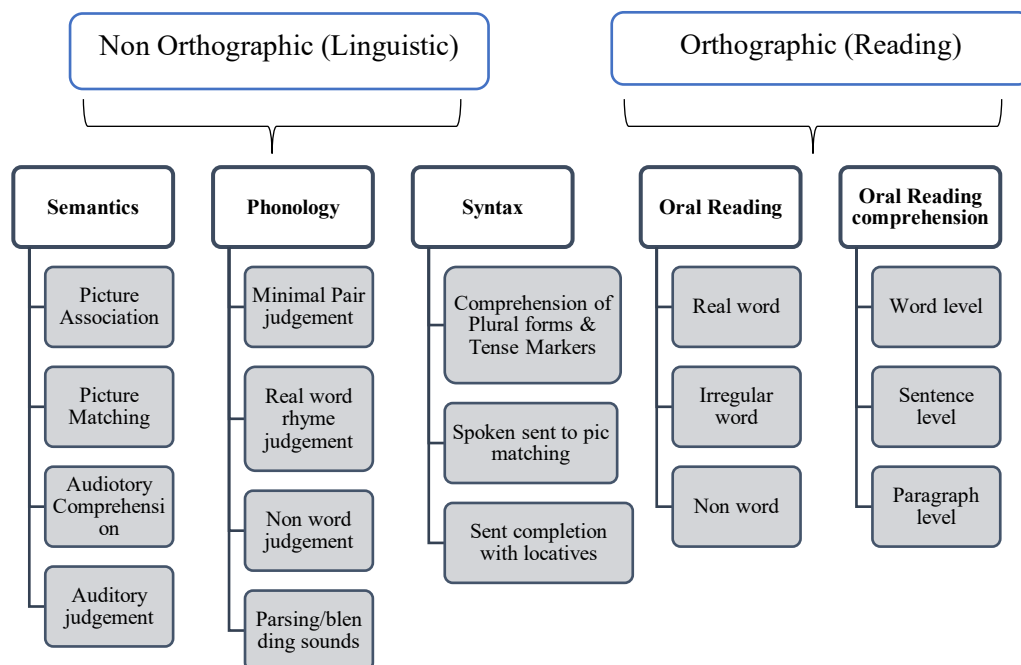 Non Orthographic (Linguistic)
Orthographic (Reading)
Semantics
Picture
Association
Picture
Matching
Audiotory
Comprehensi
on
Auditory
judgement
Phonology
Minimal Pair
judgement
Real word
rhyme
judgement
Non word
judgement
Parsing/blen
ding sounds
Syntax
Comprehension of
Plural forms &
Tense Markers
Spoken sent to pic
matching
Sent completion
with locatives
Oral Reading
Real word
Irregular
word
Non word
Oral Reading
comprehension
Word level
Sentence
level
Paragraph
level